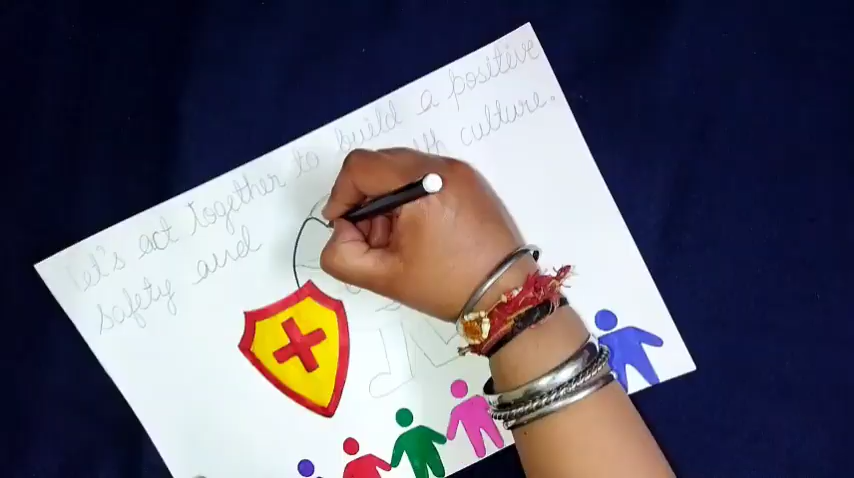 let's act together to build a positive
safety and culture.